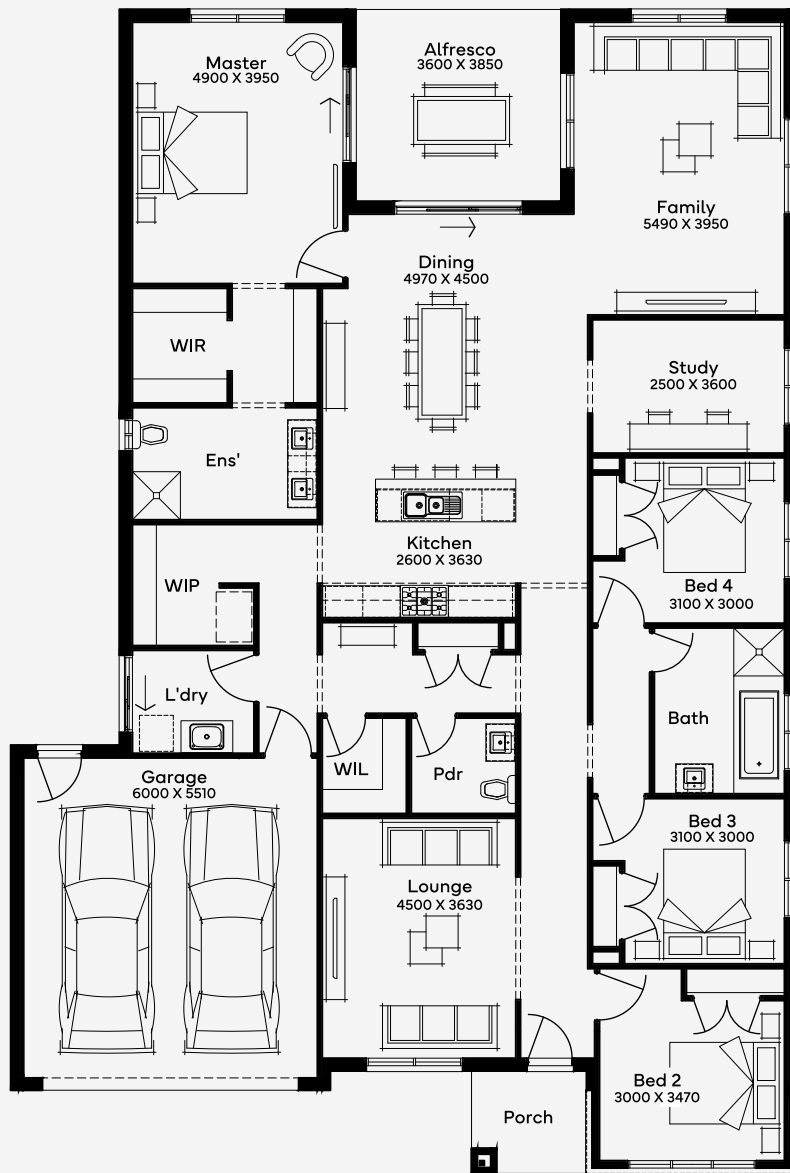 Master
4900 X 3950
Alfresco
3600 X 3850
Family
5490 X 3950
Dining
4970 X 4500
WIR
Study
2500 X 3600
Ens'
Kitchen
2600 X 3630
WIP
Bed 4
3100 X 3000
L'dry
Bath
WIL
Pdr
Garage
6000 X 5510
Bed 3
3100 X 3000
Lounge
4500 X 3630
Bed 2
3000 X 3470
Porch